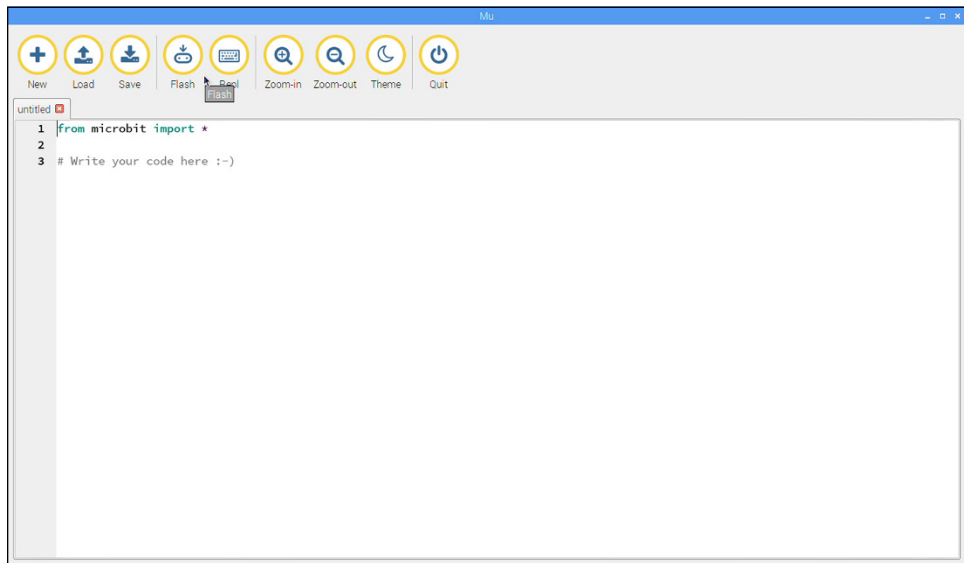 Mu
New Load Save Flash Repl Zoom-in Zoom-out Theme Quit
Flash
untitled
1 from microbit import *
2
3 # Write your code here :-)